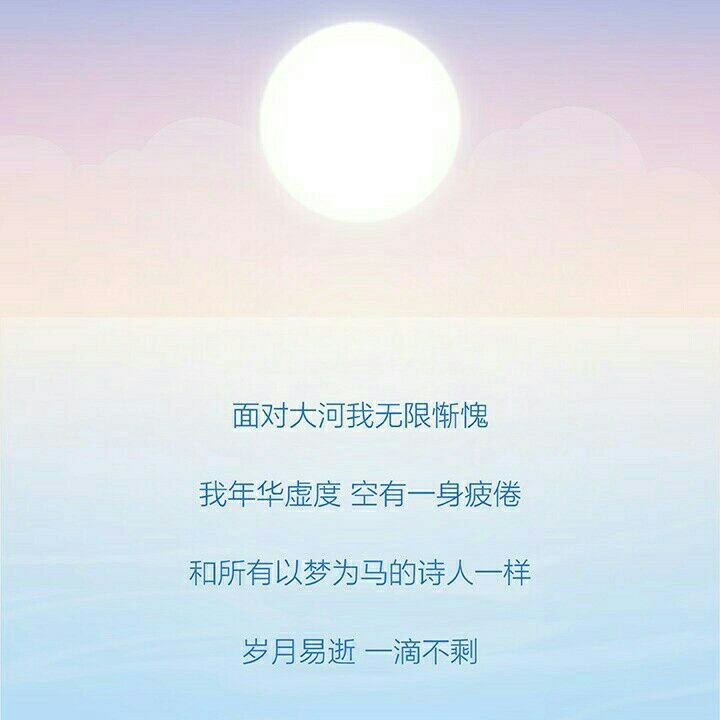 面对大河我无限惭愧
我年华虚度 空有一身疲倦
和所有以梦为马的诗人一样
岁月易逝 一滴不剩